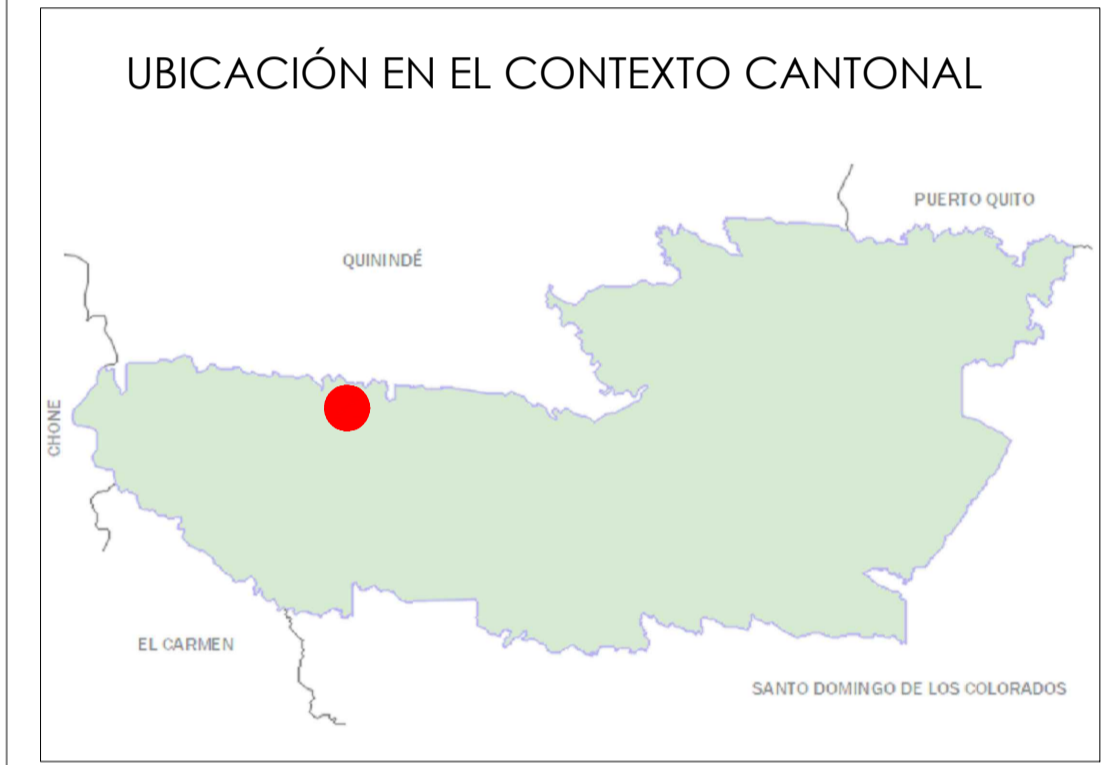 UBICACIÓN EN EL CONTEXTO CANTONAL
PUERTO QUITO
QUININDÉ
CHONE
EL CARMEN
SANTO DOMINGO DE LOS COLORADOS